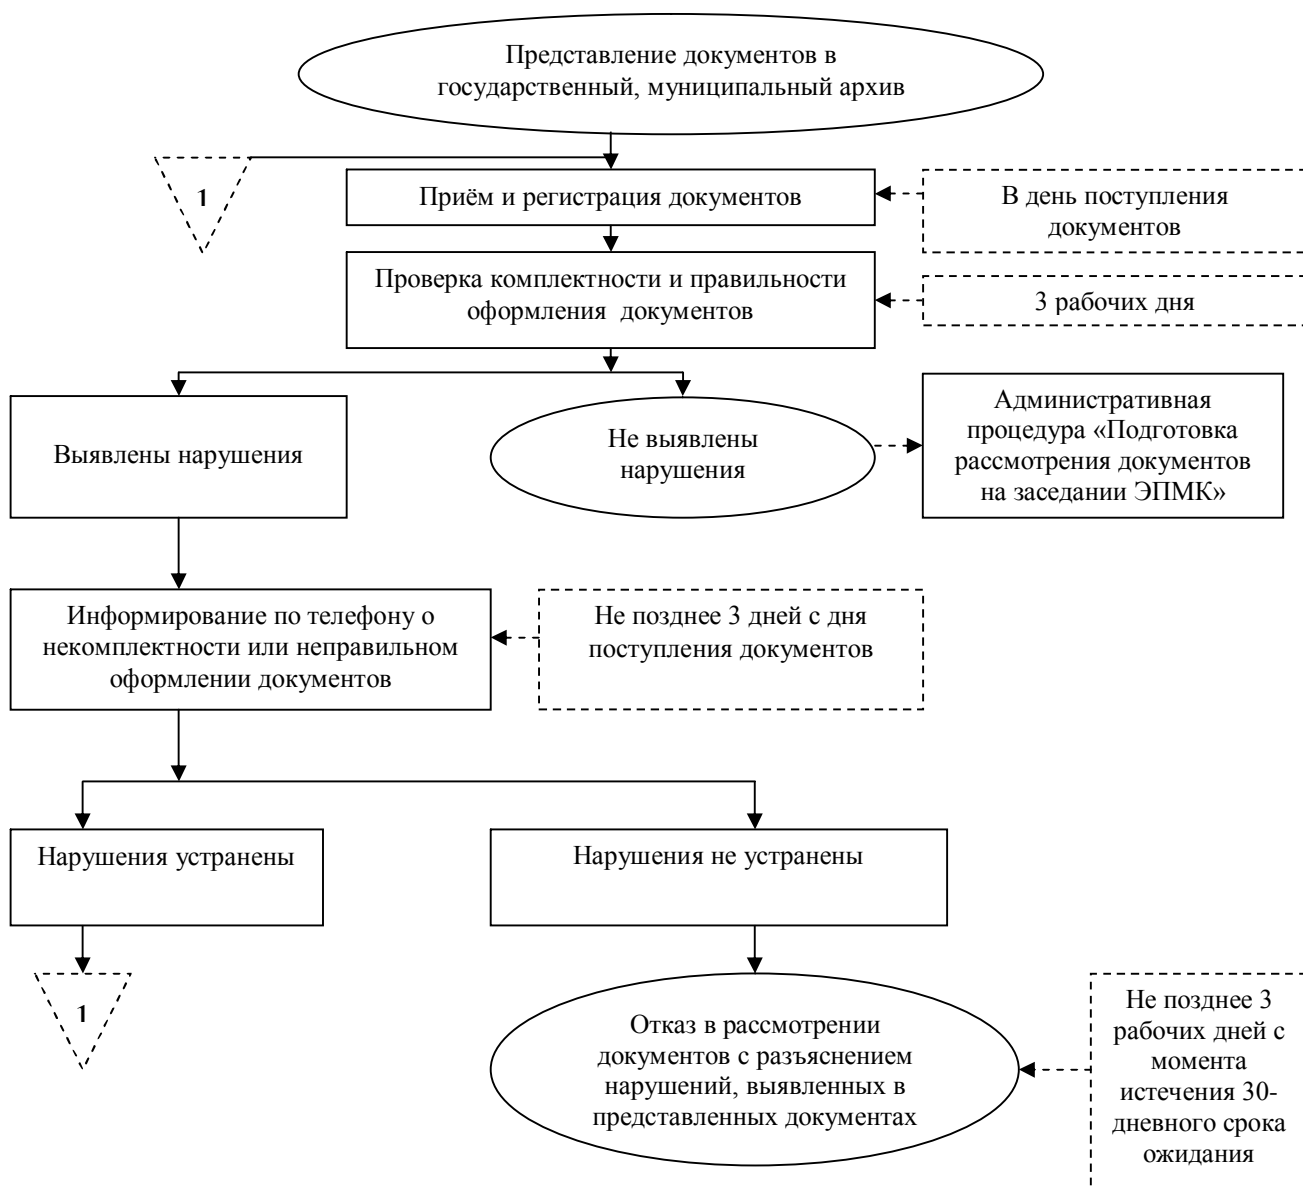 Представление документов в
государственный, муниципальный архив
1
Приём и регистрация документов
В день поступления
документов
Проверка комплектности и правильности
оформления документов
3 рабочих дня
Выявлены нарушения
Не выявлены
нарушения
Административная
процедура «Подготовка
рассмотрения документов
на заседании ЭПМК»
Информирование по телефону о
некомплектности или неправильном
оформлении документов
Не позднее 3 дней с дня
поступления документов
Нарушения устранены
Нарушения не устранены
1
Отказ в рассмотрении
документов с разъяснением
нарушений, выявленных в
представленных документах
Не позднее 3
рабочих дней с
момента
истечения 30-
дневного срока
ожидания